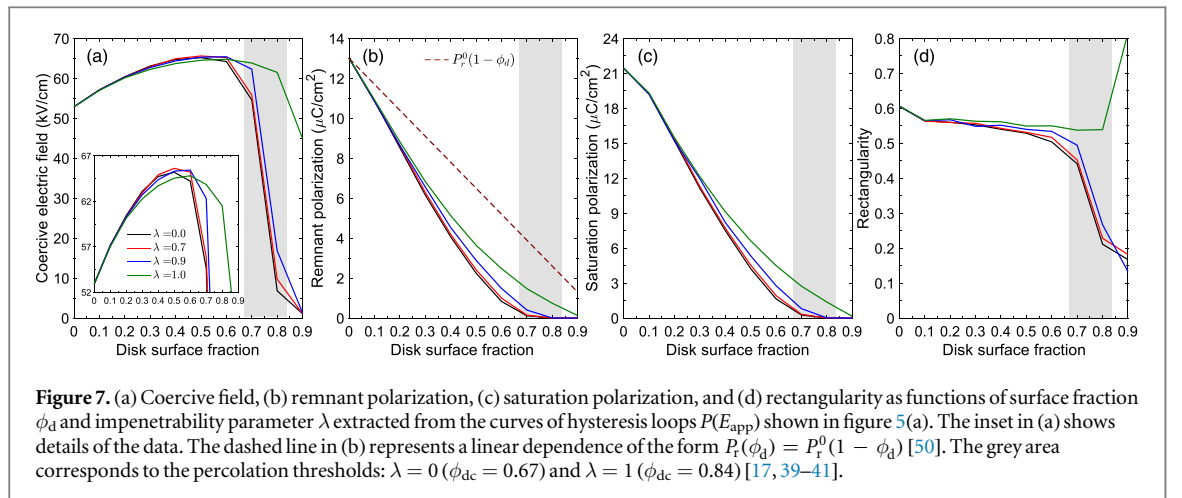 (a)
(b)
(c)
(d)
Coercive electric field (kV/cm)
70
65
60
55
50
45
40
35
30
25
20
15
10
5
0
0 0.1 0.2 0.3 0.4 0.5 0.6 0.7 0.8 0.9
Disk surface fraction
67
62
57
52
0 0.1 0.2 0.3 0.4 0.5 0.6 0.7 0.8 0.9
λ =0.0
λ =0.7
λ =0.9
λ =1.0
Remnant polarization (μC/cm²)
14
12
10
8
6
4
2
0
P_r^0(1 − ϕ_d)
0 0.1 0.2 0.3 0.4 0.5 0.6 0.7 0.8 0.9
Disk surface fraction
Saturation polarization (μC/cm²)
24
21
18
15
12
9
6
3
0
0 0.1 0.2 0.3 0.4 0.5 0.6 0.7 0.8 0.9
Disk surface fraction
Rectangularity
0.8
0.7
0.6
0.5
0.4
0.3
0.2
0.1
0
0 0.1 0.2 0.3 0.4 0.5 0.6 0.7 0.8 0.9
Disk surface fraction
Figure 7. (a) Coercive field, (b) remnant polarization, (c) saturation polarization, and (d) rectangularity as functions of surface fraction
ϕ_d and impenetrability parameter λ extracted from the curves of hysteresis loops P(E_app) shown in figure 5(a). The inset in (a) shows
details of the data. The dashed line in (b) represents a linear dependence of the form P_r(ϕ_d) = P_r^0(1 − ϕ_d) [50]. The grey area
corresponds to the percolation thresholds: λ = 0 (ϕ_dc = 0.67) and λ = 1 (ϕ_dc = 0.84) [17, 39–41].